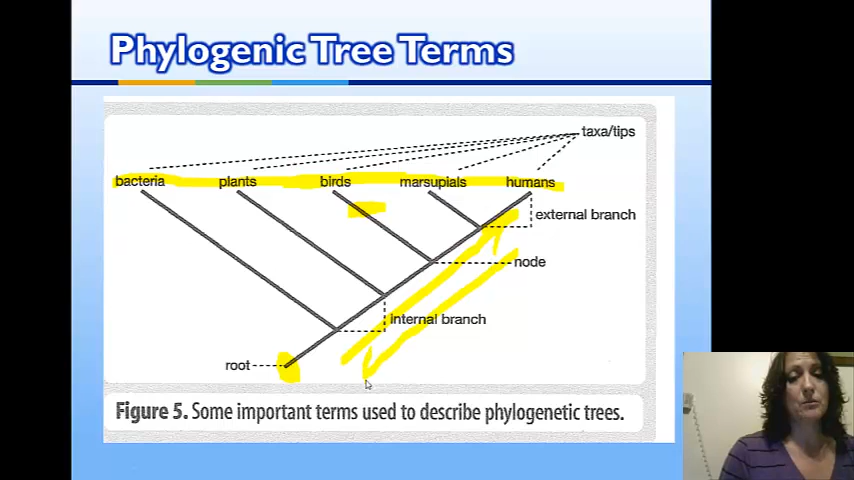 Phylogenic Tree Terms
taxa/tips
bacteria plants birds marsupials humans
external branch
node
internal branch
root
Figure 5. Some important terms used to describe phylogenetic trees.